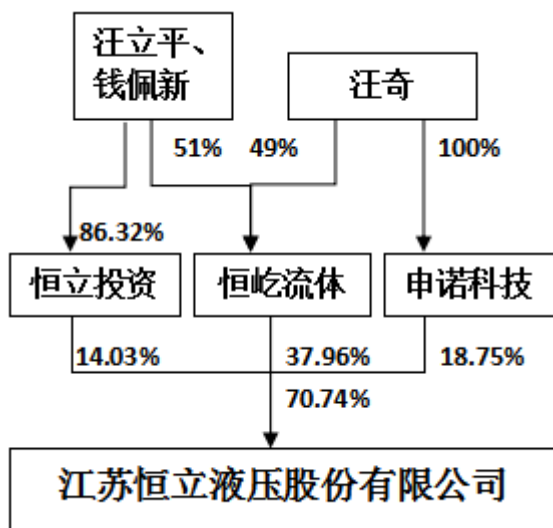 汪立平、
钱佩新
汪奇
51%
49%
100%
86.32%
恒立投资
恒屹流体
申诺科技
14.03%
37.96%
18.75%
70.74%
江苏恒立液压股份有限公司